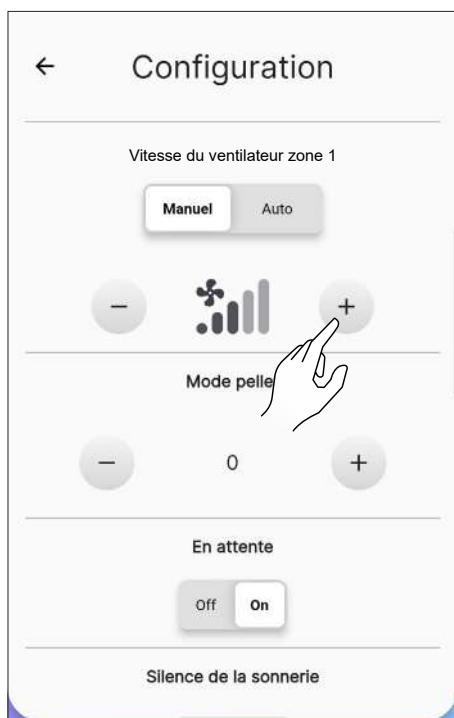 Configuration
Vitesse du ventilateur zone 1
Manuel Auto
− +
Mode pelle
− 0 +
En attente
Off On
Silence de la sonnerie